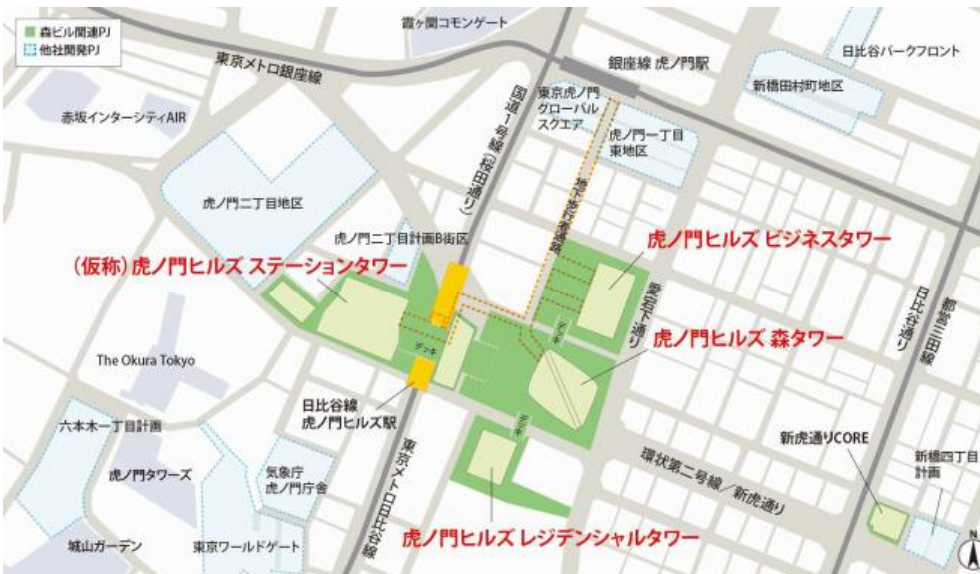 森ビル関連PJ
他社開発PJ
霞ヶ関コモンゲート
東京メトロ銀座線
銀座線 虎ノ門駅
日比谷パークフロント
新橋田村町地区
赤坂インターシティAIR
国道1号線(桜田通り)
東京虎ノ門
グローバル
スクエア
虎ノ門一丁目
東地区
虎ノ門二丁目地区
地下歩行者通路
虎ノ門二丁目計画B街区
(仮称)虎ノ門ヒルズ ステーションタワー
虎ノ門ヒルズ ビジネスタワー
愛宕下通り
日比谷通り
都営三田線
デッキ
虎ノ門ヒルズ 森タワー
デッキ
The Okura Tokyo
日比谷線
虎ノ門ヒルズ駅
デッキ
六本木一丁目計画
虎ノ門タワーズ
気象庁
虎ノ門庁舎
東京メトロ日比谷線
環状第二号線/新虎通り
新虎通りCORE
新橋四丁目
計画
虎ノ門ヒルズ レジデンシャルタワー
城山ガーデン
東京ワールドゲート
N